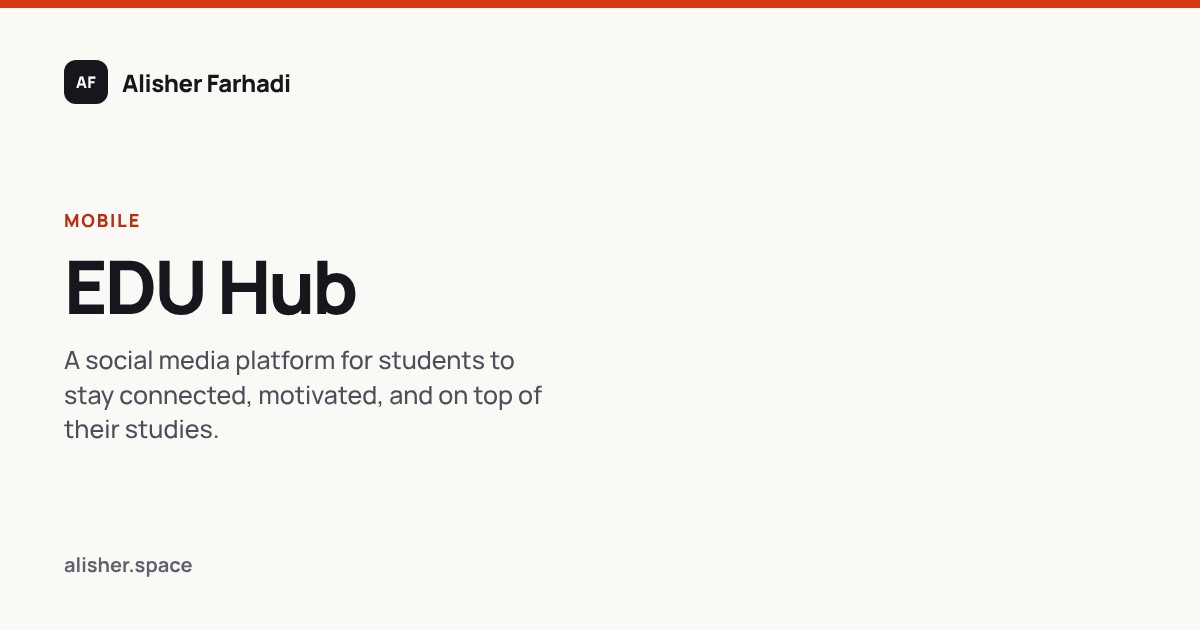 AF
Alisher Farhadi
MOBILE
EDU Hub
A social media platform for students to
stay connected, motivated, and on top of
their studies.
alisher.space